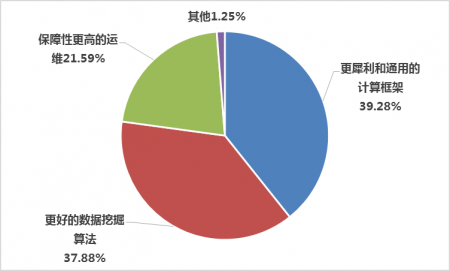 其他1.25%
保障性更高的运
维21.59%
更犀利和通用的
计算框架
39.28%
更好的数据挖掘
算法
37.88%